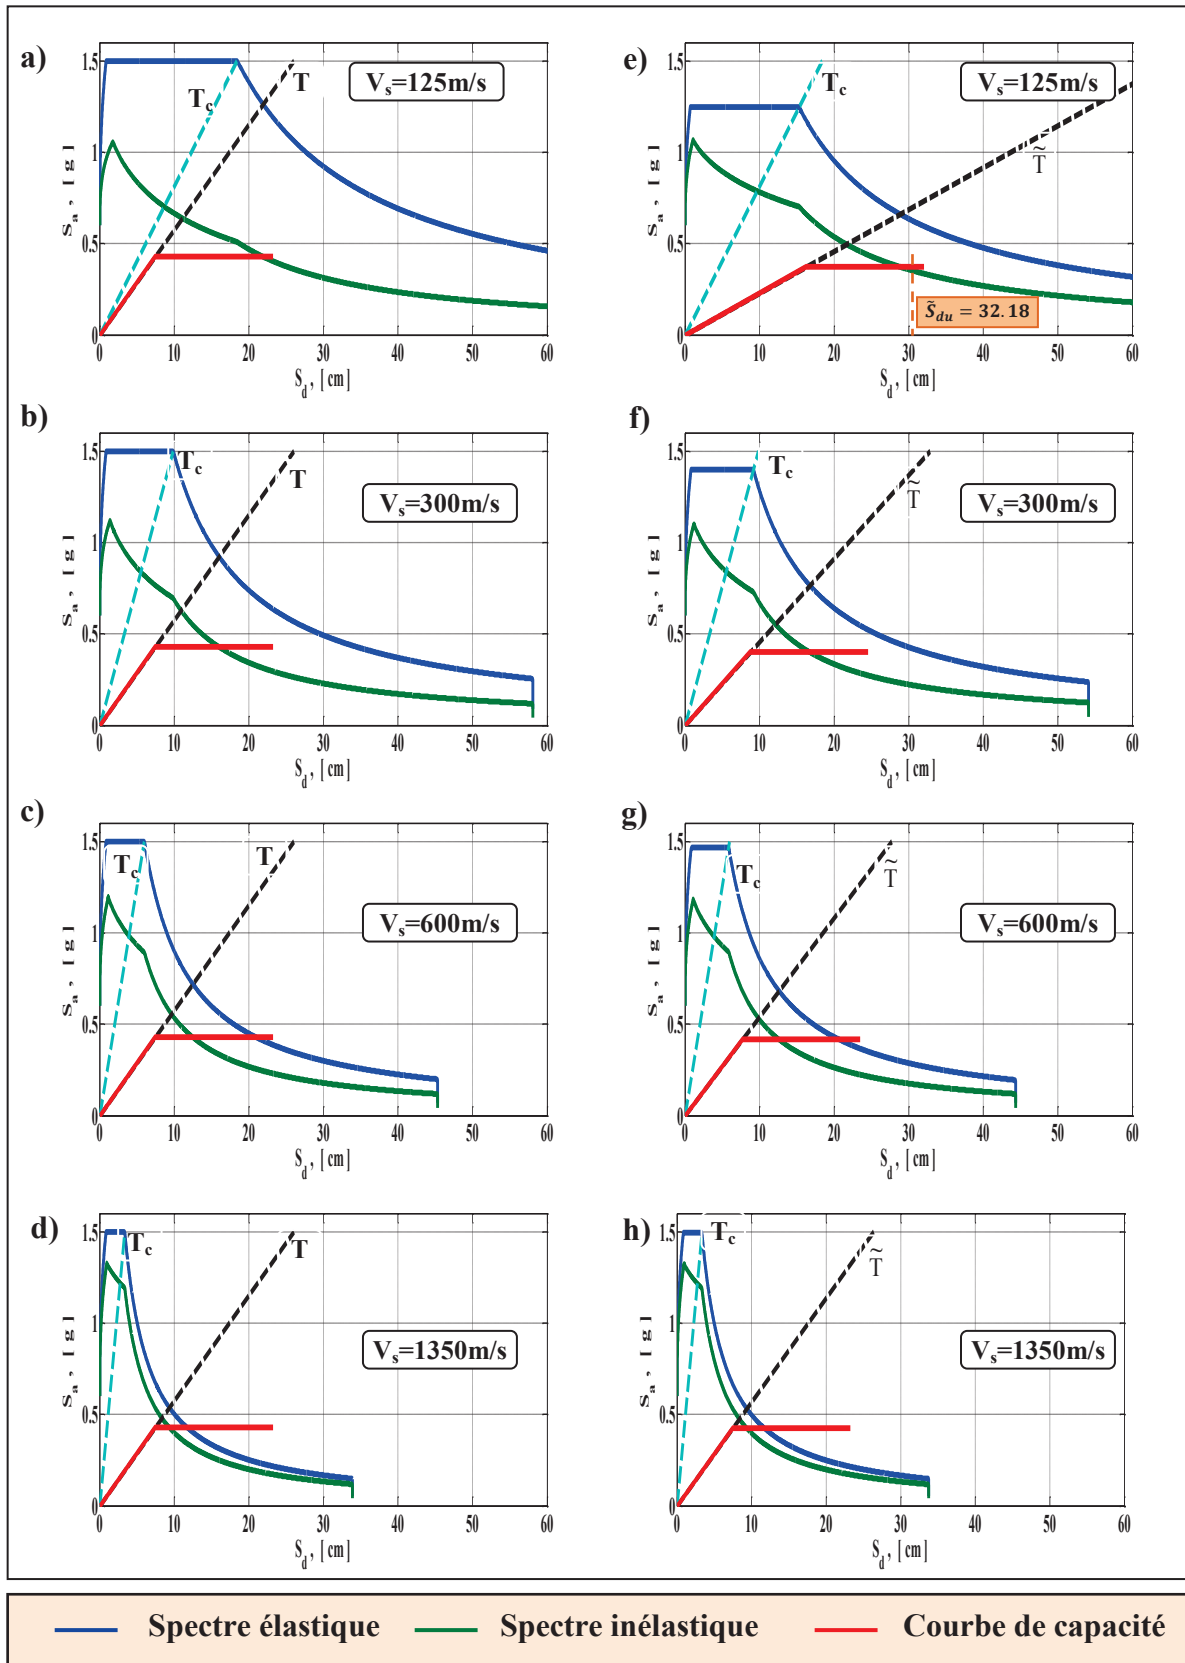 a)
1.5
1
0.5
0
S_a, [g]
T_c
T
V_s=125m/s
0 10 20 30 40 50 60
S_d, [cm]
e)
1.5
1
0.5
0
S_a, [g]
T_c
V_s=125m/s
T̃
S̃_du = 32.18
0 10 20 30 40 50 60
S_d, [cm]
b)
1.5
1
0.5
0
S_a, [g]
T_c
T
V_s=300m/s
0 10 20 30 40 50 60
S_d, [cm]
f)
1.5
1
0.5
0
S_a, [g]
T_c
T̃
V_s=300m/s
0 10 20 30 40 50 60
S_d, [cm]
c)
1.5
1
0.5
0
S_a, [g]
T_c
T
V_s=600m/s
0 10 20 30 40 50 60
S_d, [cm]
g)
1.5
1
0.5
0
S_a, [g]
T_c
T̃
V_s=600m/s
0 10 20 30 40 50 60
S_d, [cm]
d)
1.5
1
0.5
0
S_a, [g]
T_c
T
V_s=1350m/s
0 10 20 30 40 50 60
S_d, [cm]
h)
1.5
1
0.5
0
S_a, [g]
T_c
T̃
V_s=1350m/s
0 10 20 30 40 50 60
S_d, [cm]
Spectre élastique Spectre inélastique Courbe de capacité